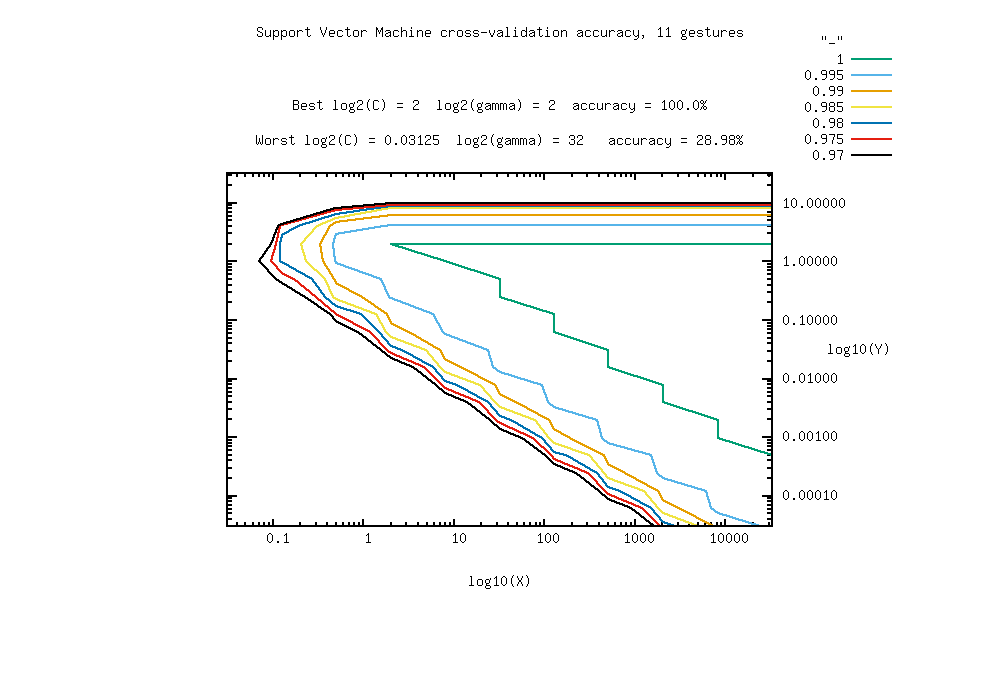 Support Vector Machine cross-validation accuracy, 11 gestures
"_"
1
0.995
0.99
0.985
0.98
0.975
0.97
Best log2(C) = 2  log2(gamma) = 2  accuracy = 100.0%
Worst log2(C) = 0.03125  log2(gamma) = 32   accuracy = 28.98%
10.00000
1.00000
0.10000
log10(Y)
0.01000
0.00100
0.00010
0.1 1 10 100 1000 10000
log10(X)